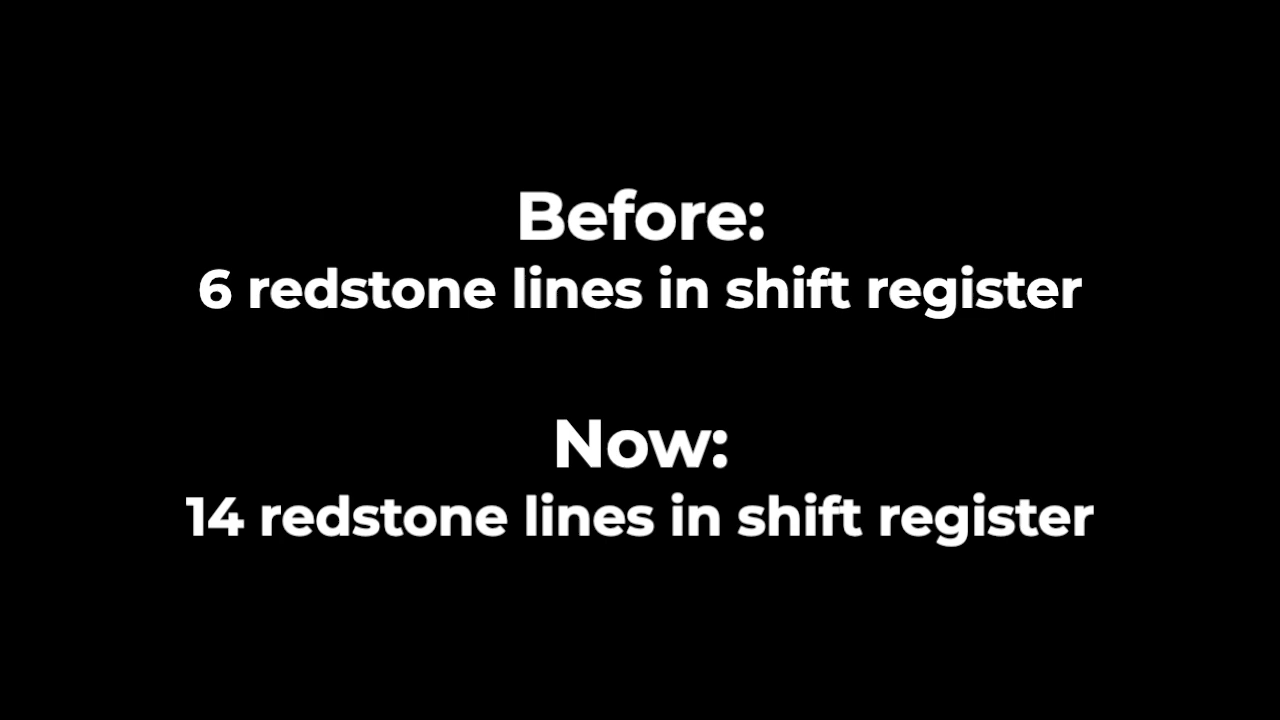 Before:
6 redstone lines in shift register
Now:
14 redstone lines in shift register